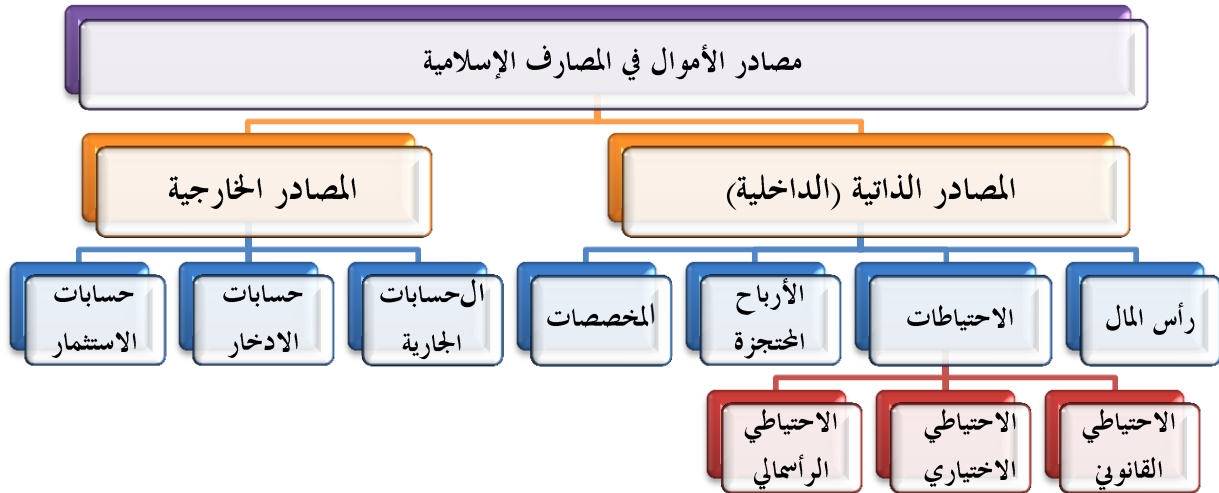 مصادر الأموال في المصارف الإسلامية
المصادر الذاتية (الداخلية)
المصادر الخارجية
رأس المال
الاحتياطات
الأرباح
المحتجزة
المخصصات
الحسابات
الجارية
حسابات
الادخار
حسابات
الاستثمار
الاحتياطي
القانوني
الاحتياطي
الاختياري
الاحتياطي
الرأسمالي